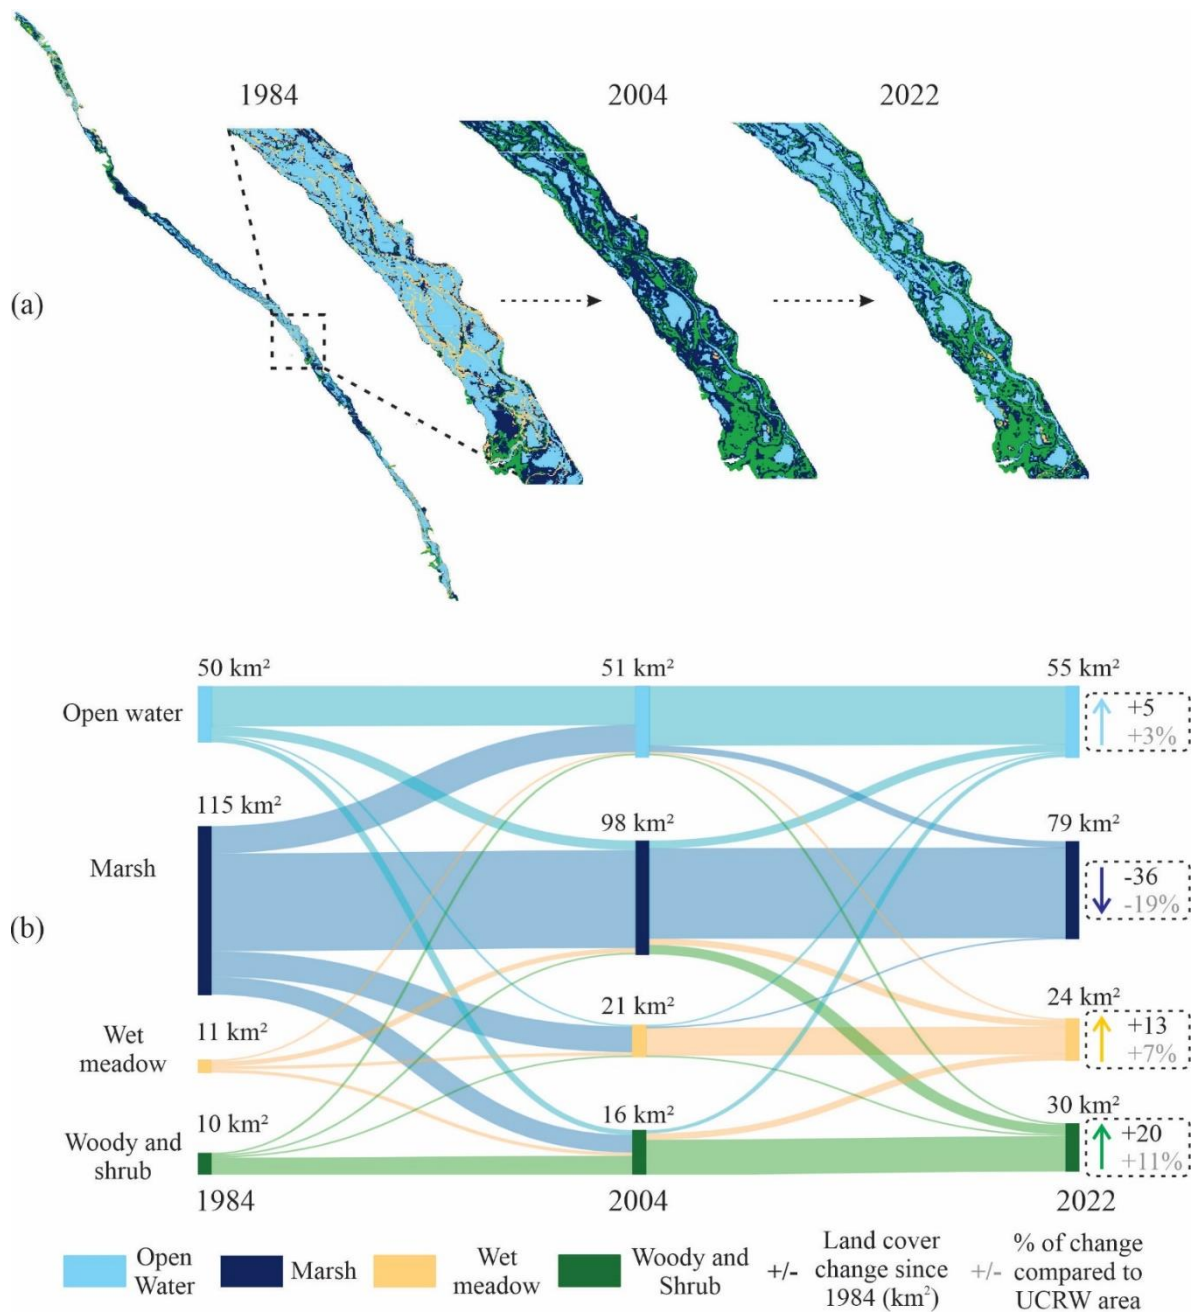 1984
2004
2022
(a)
50 km²
51 km²
55 km²
Open water
+5
+3%
115 km²
98 km²
79 km²
Marsh
-36
-19%
(b)
11 km²
21 km²
24 km²
Wet
meadow
+13
+7%
10 km²
16 km²
30 km²
Woody and
shrub
+20
+11%
1984
2004
2022
Open
Water
Marsh
Wet
meadow
Woody and
Shrub
+/-
Land cover
change since
1984 (km²)
+/-
% of change
compared to
UCRW area